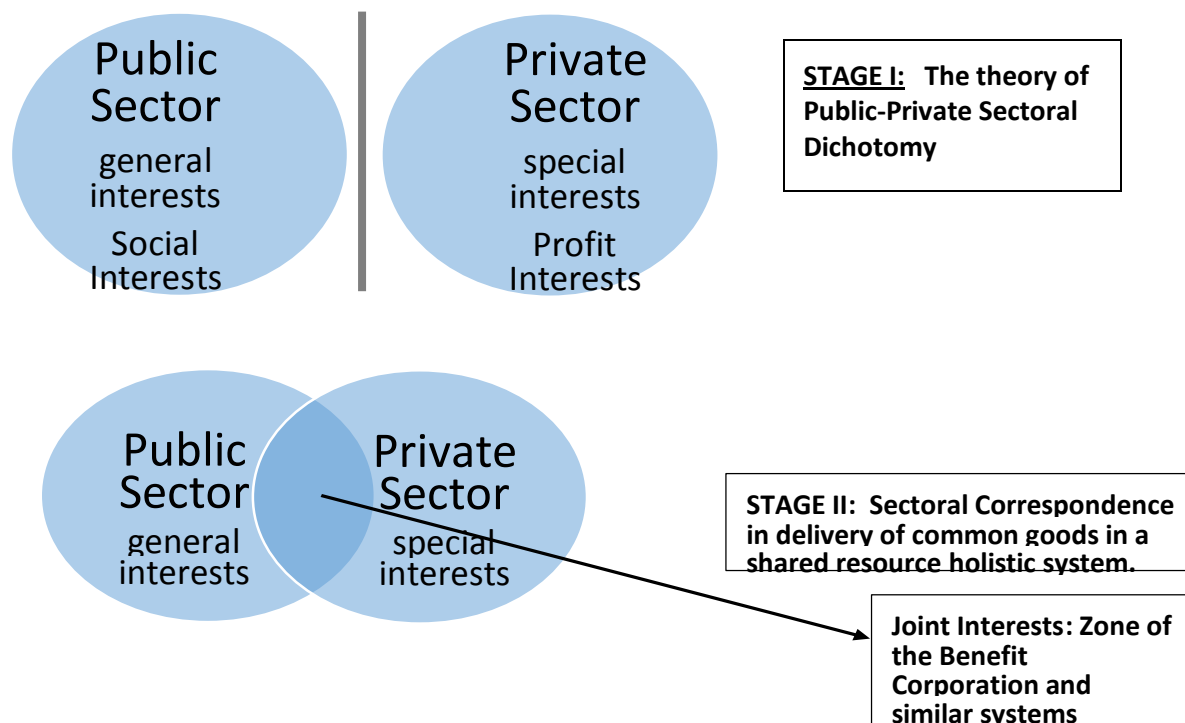 Public
Sector
general
interests
Social
Interests
Private
Sector
special
interests
Profit
Interests
STAGE I: The theory of
Public-Private Sectoral
Dichotomy
Public
Sector
general
interests
Private
Sector
special
interests
STAGE II: Sectoral Correspondence
in delivery of common goods in a
shared resource holistic system.
Joint Interests: Zone of
the Benefit
Corporation and
similar systems